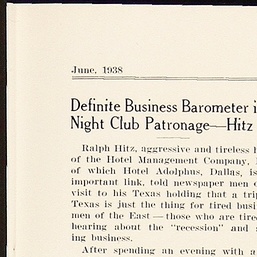 June, 1938
Definite Business Barometer i
Night Club Patronage—Hitz
Ralph Hitz, aggressive and tireless h
of the Hotel Management Company,
of which Hotel Adolphus, Dallas, is
important link, told newspaper men o
visit to his Texas holding that a trip
Texas is just the thing for tired busi
men of the East—those who are tired
hearing about the "recession" and
ing business.
After spending an evening with a